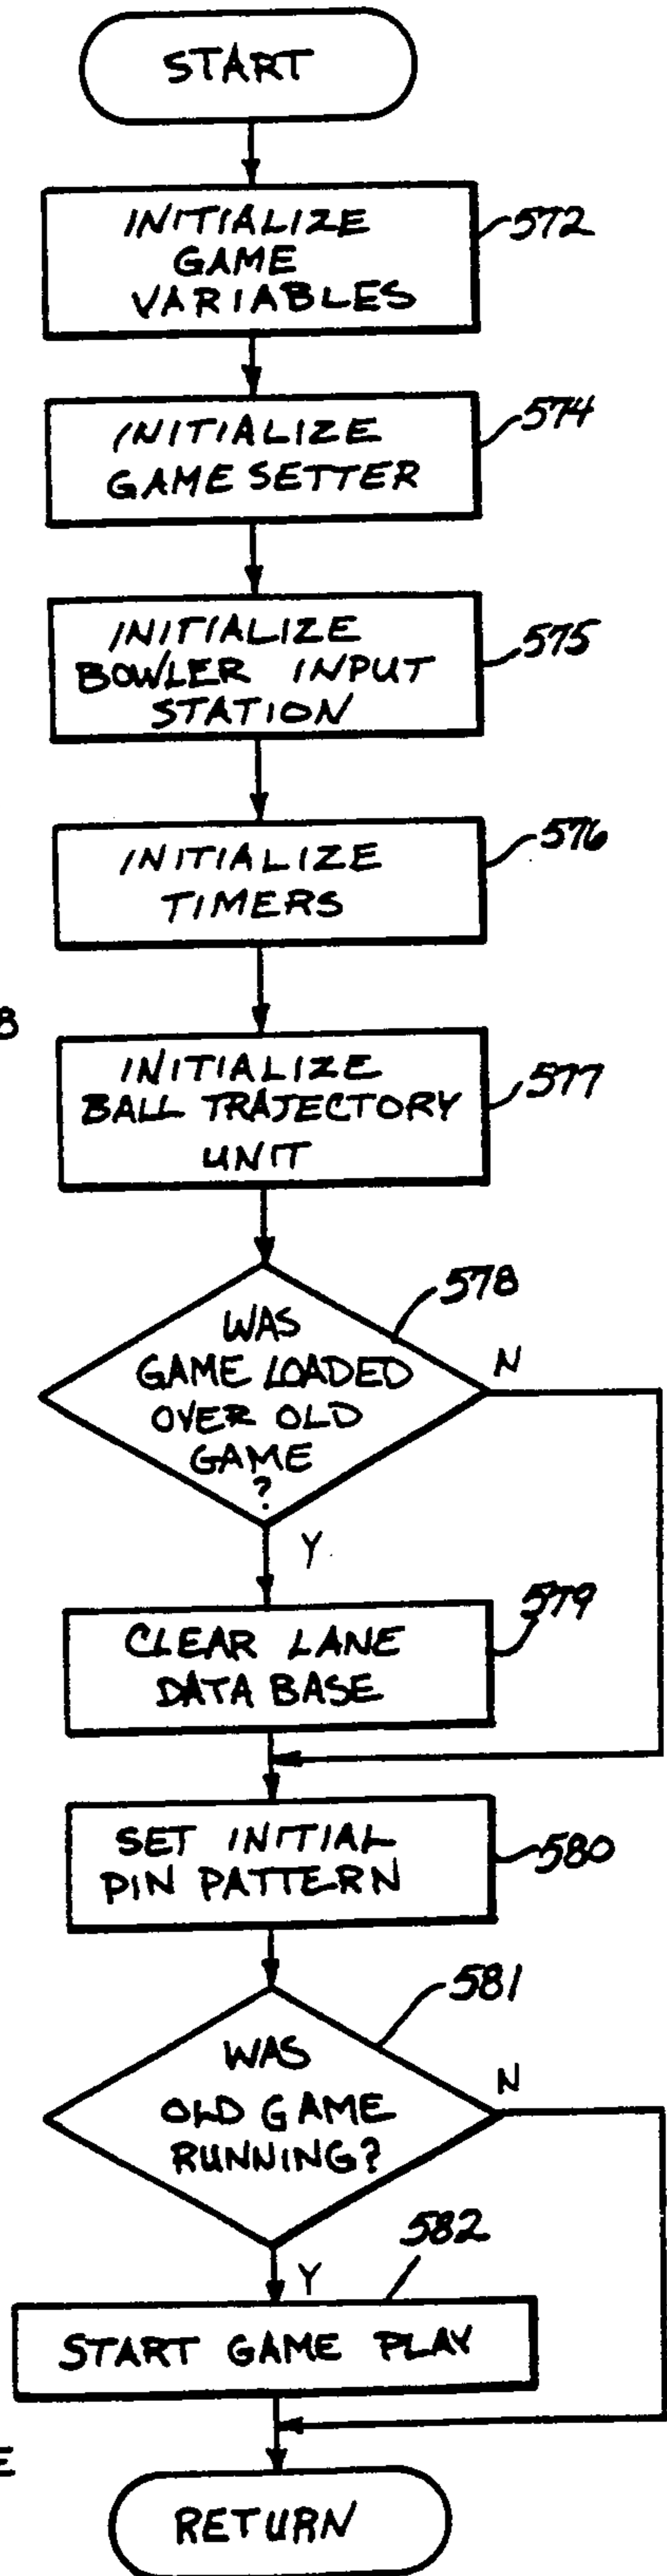 START
INITIALIZE
GAME
VARIABLES
572
INITIALIZE
GAME SETTER
574
INITIALIZE
BOWLER INPUT
STATION
575
INITIALIZE
TIMERS
576
8
INITIALIZE
BALL TRAJECTORY
UNIT
577
578
WAS
GAME LOADED
OVER OLD
GAME
?
N
Y
CLEAR LANE
DATA BASE
579
SET INITIAL
PIN PATTERN
580
581
WAS
OLD GAME
RUNNING?
N
Y
582
START GAME PLAY
E
RETURN